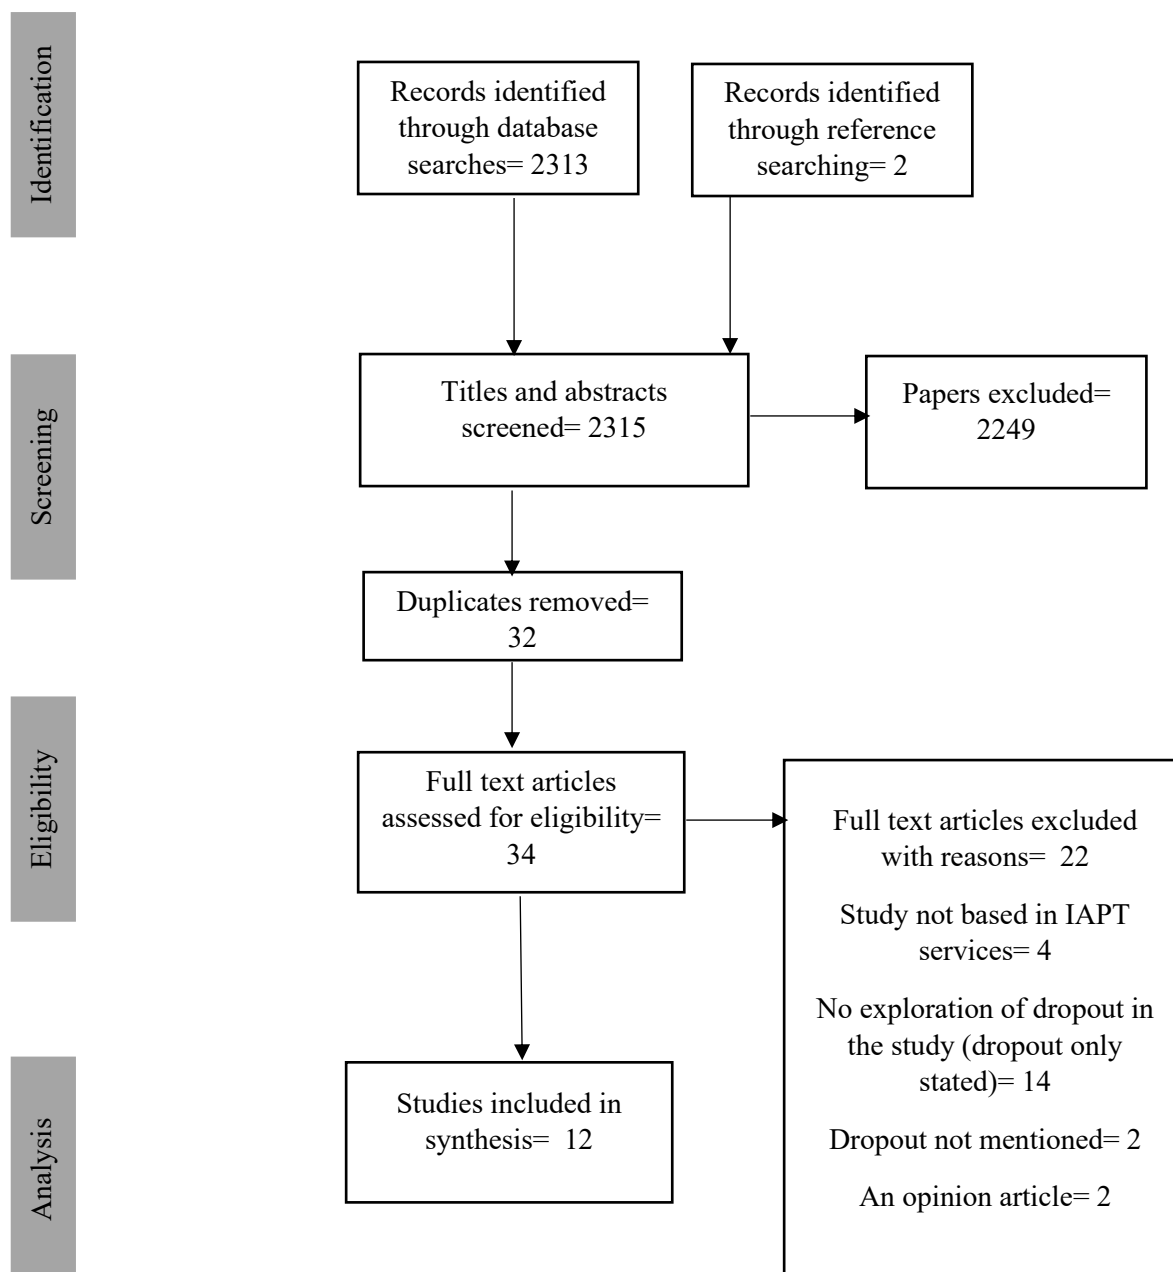 Identification
Records identified
through database
searches= 2313
Records identified
through reference
searching= 2
Screening
Titles and abstracts
screened= 2315
Papers excluded=
2249
Duplicates removed=
32
Eligibility
Full text articles
assessed for eligibility=
34
Full text articles excluded
with reasons=  22
Study not based in IAPT
services= 4
No exploration of dropout in
the study (dropout only
stated)= 14
Dropout not mentioned= 2
An opinion article= 2
Analysis
Studies included in
synthesis=  12